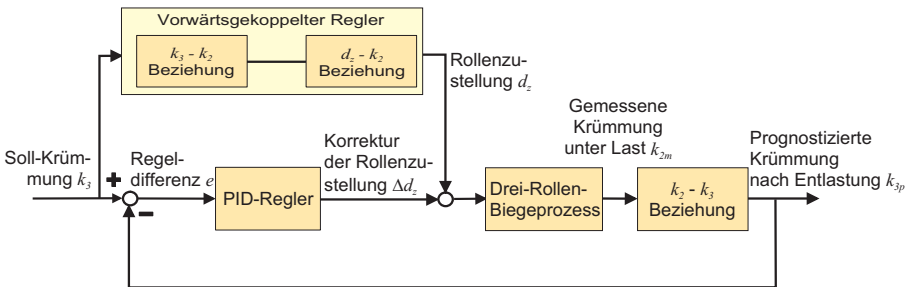 Vorwärtsgekoppelter Regler
k3 - k2
Beziehung
dz - k2
Beziehung
Rollenzu-
stellung dz
Soll-Krüm-
mung k3
+
−
Regel-
differenz e
PID-Regler
Korrektur
der Rollenzu-
stellung Δdz
Drei-Rollen-
Biegeprozess
Gemessene
Krümmung
unter Last k2m
k2 - k3
Beziehung
Prognostizierte
Krümmung
nach Entlastung k3p